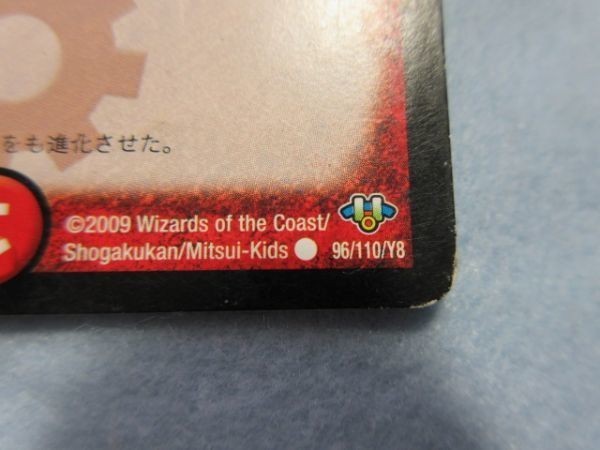 をも進化させた。
©2009 Wizards of the Coast/
Shogakukan/Mitsui-Kids ● 96/110/Y8